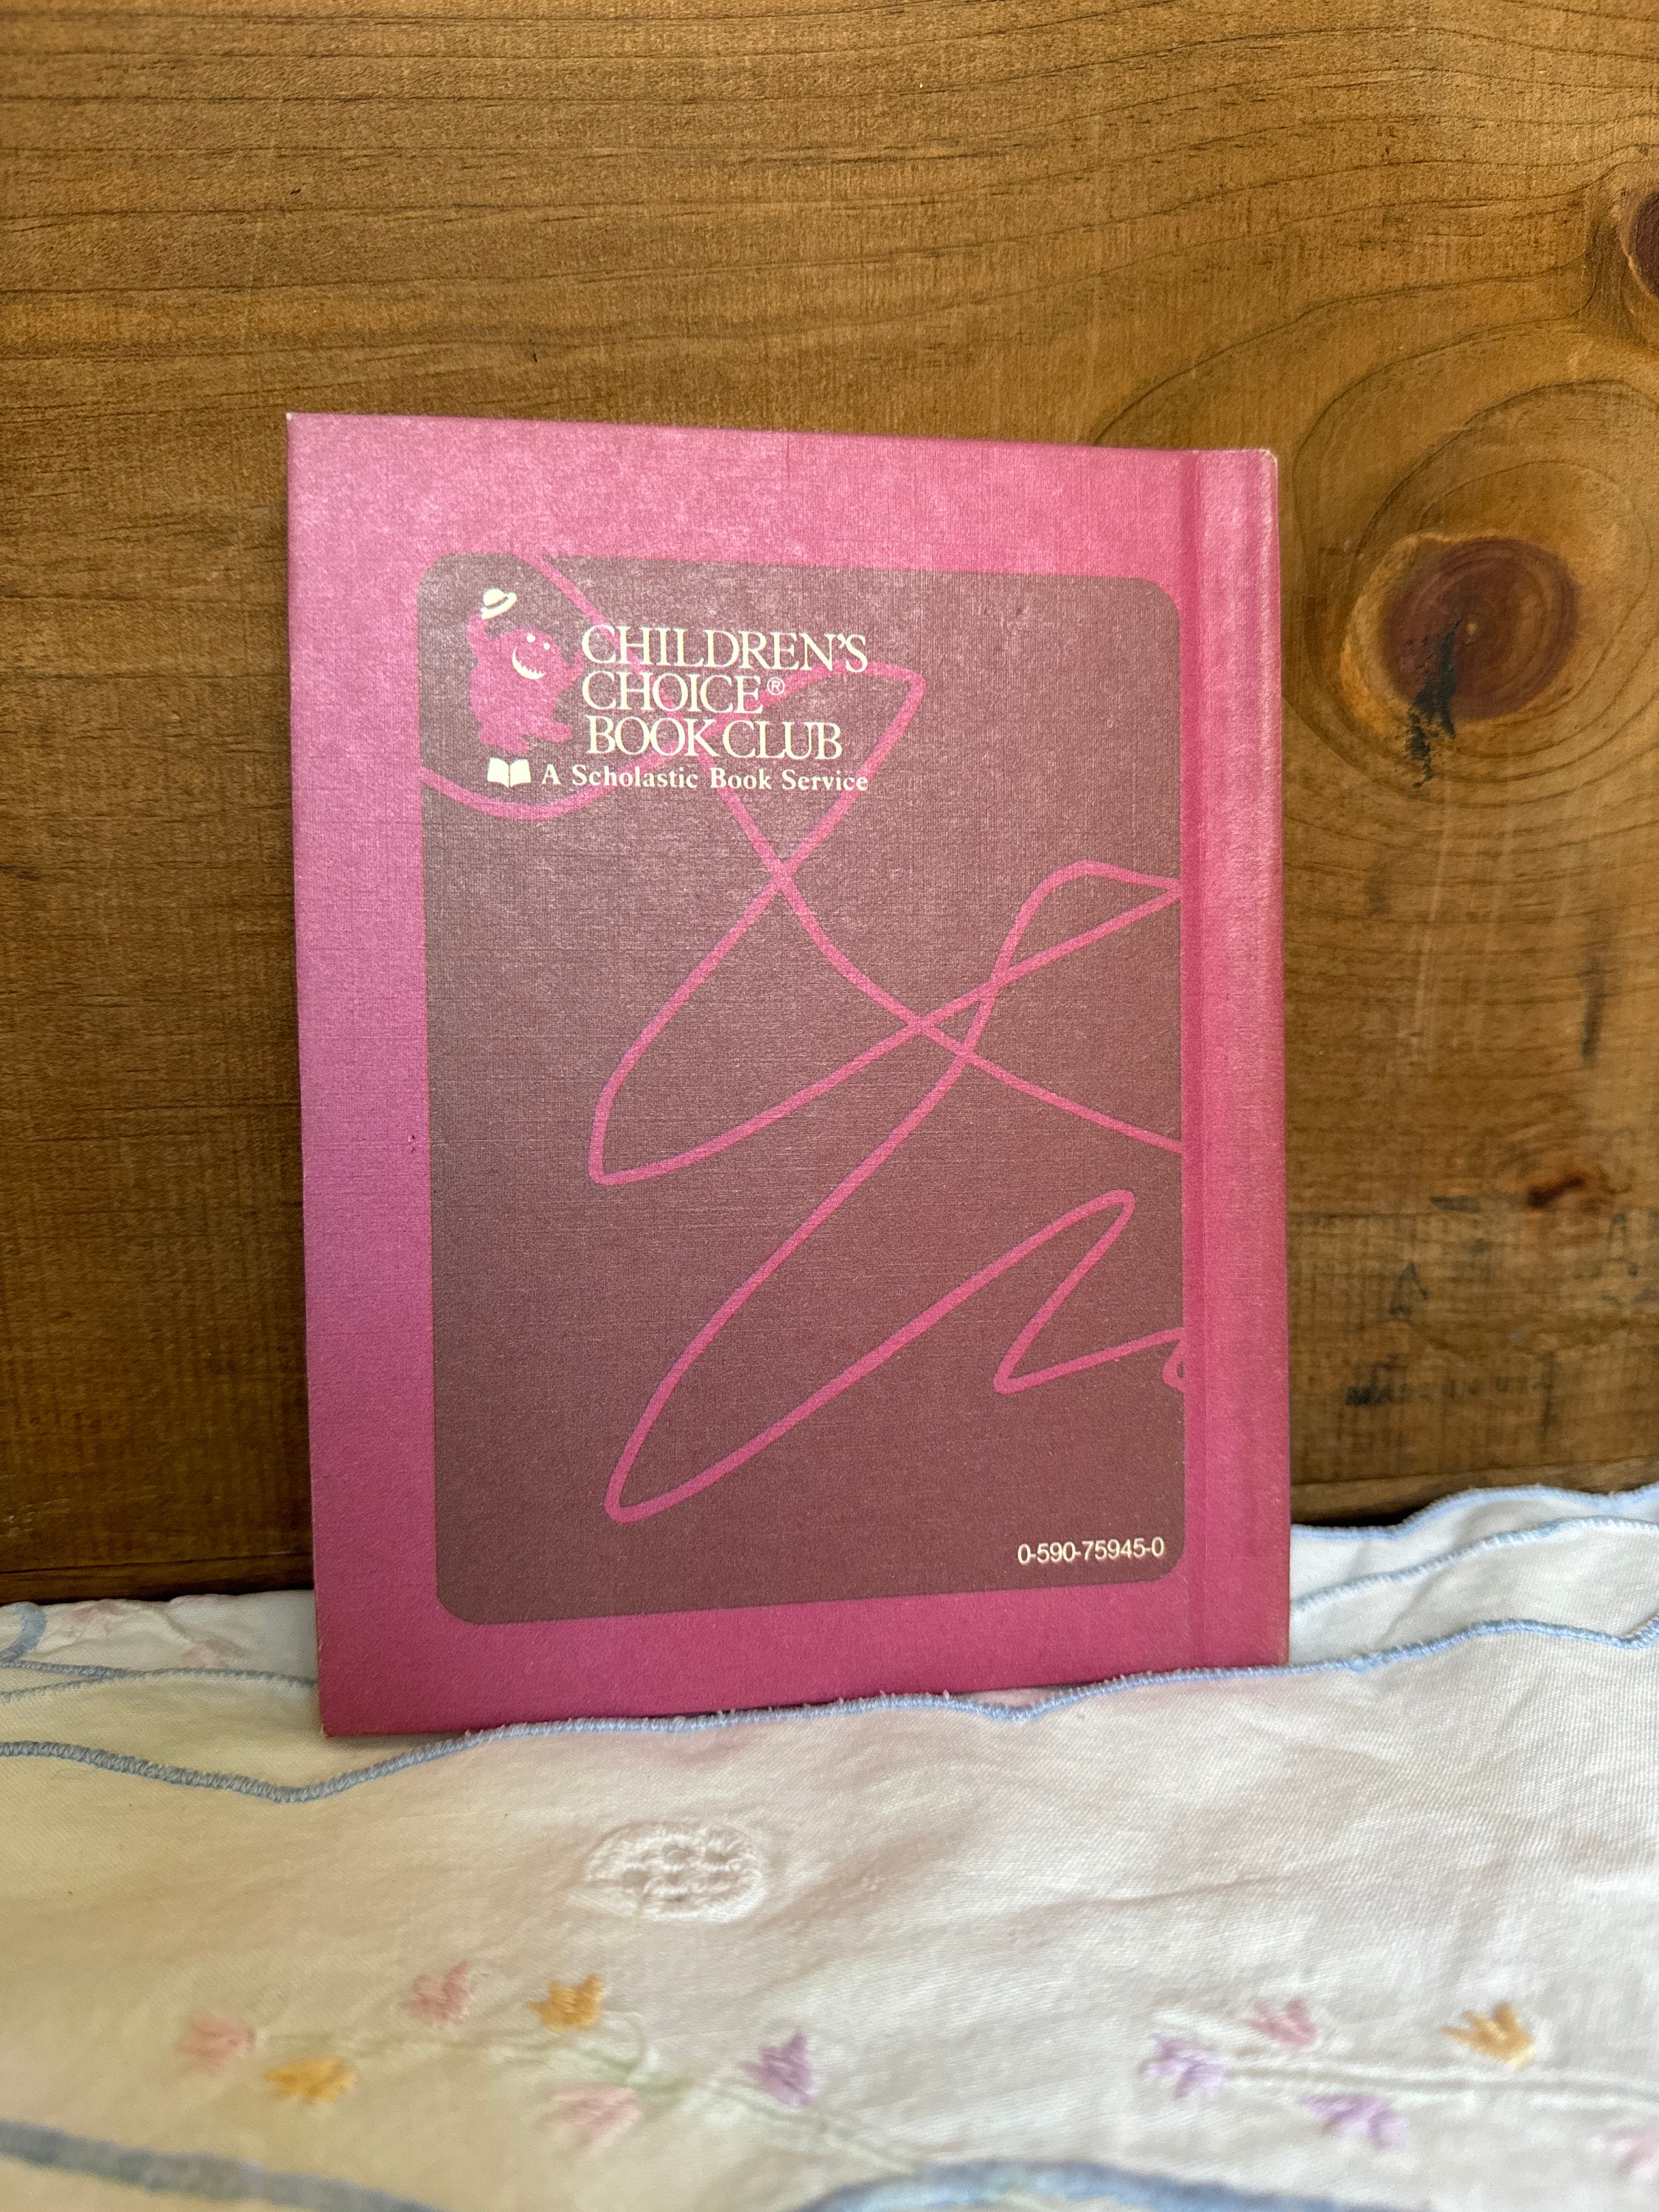 CHILDREN'S
CHOICE®
BOOK CLUB
A Scholastic Book Service
0-590-75945-0